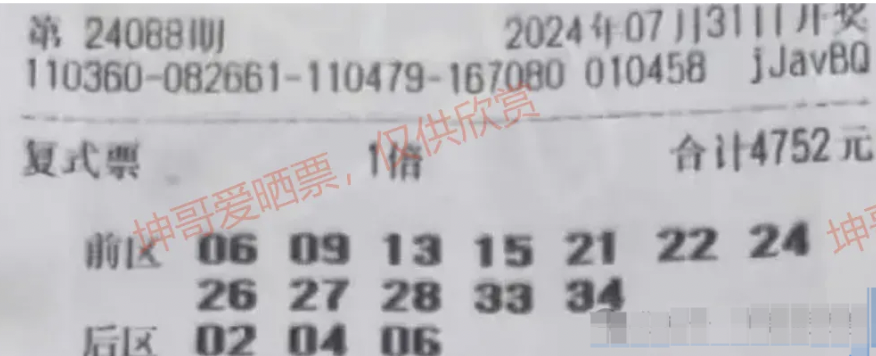 第 24088期
2024年07月31日开奖
110360-082661-110479-167080 010458 jJavBQ
复式票 1倍 合计4752元
坤哥爱晒票，仅供欣赏
前区 06 09 13 15 21 22 24
坤哥
26 27 28 33 34
后区 02 04 06